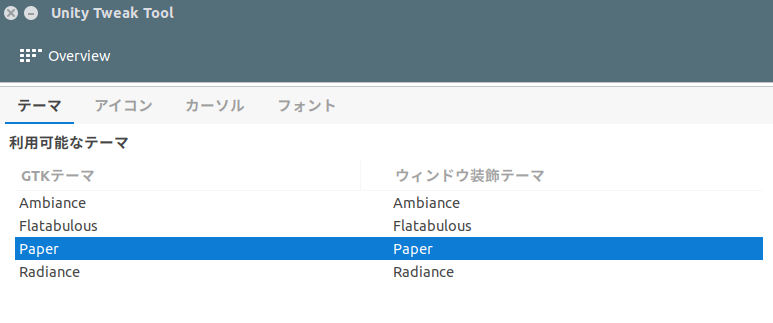 Unity Tweak Tool
Overview
テーマ アイコン カーソル フォント
利用可能なテーマ
GTKテーマ ウィンドウ装飾テーマ
Ambiance Ambiance
Flatabulous Flatabulous
Paper Paper
Radiance Radiance